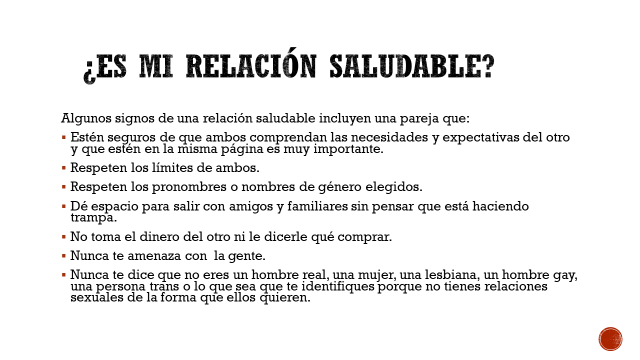 ¿ES MI RELACIÓN SALUDABLE?
Algunos signos de una relación saludable incluyen una pareja que:
▪ Estén seguros de que ambos comprendan las necesidades y expectativas del otro
y que estén en la misma página es muy importante.
▪ Respeten los límites de ambos.
▪ Respeten los pronombres o nombres de género elegidos.
▪ Dé espacio para salir con amigos y familiares sin pensar que está haciendo
trampa.
▪ No toma el dinero del otro ni le dicerle qué comprar.
▪ Nunca te amenaza con la gente.
▪ Nunca te dice que no eres un hombre real, una mujer, una lesbiana, un hombre gay,
una persona trans o lo que sea que te identifiques porque no tienes relaciones
sexuales de la forma que ellos quieren.